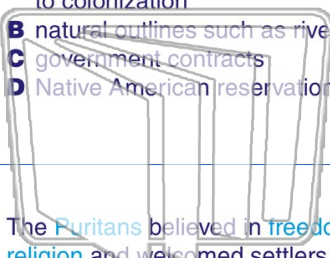 to colonization
B natural outlines such as rive
C government contracts
D Native American reservation
The Puritans believed in freedo
religion and welcomed settlers